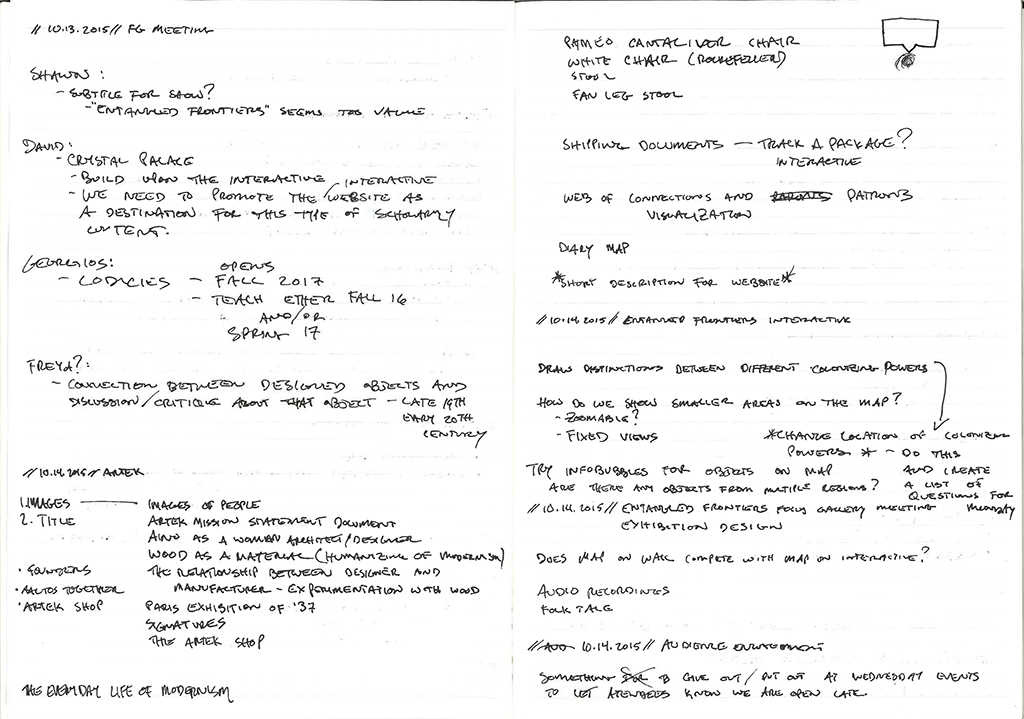 // 10.13.2015 // FG MEETING
SHAWN:
- SUBTITLE FOR SHOW?
- "ENTANGLED FRONTIERS" SEEMS TOO VALUE
DAVID:
- CRYSTAL PALACE
- BUILD UPON THE INTERACTIVE
- WE NEED TO PROMOTE THE / INTERACTIVE WEBSITE AS
A DESTINATION FOR THIS TYPE OF SCHOLARLY
CONTENT.
GEORGIOS:
- CODICIES - OPENS FALL 2017
- TEACH ETHER FALL 16
AND/OR
SPRING 17
FREYA?:
- CONNECTION BETWEEN DESIGNED OBJECTS AND
DISCUSSION/CRITIQUE ABOUT THAT OBJECT - LATE 19TH
EARY 20TH
CENTURY
// 10.14.2015 // ARTEK
1. IMAGES — IMAGES OF PEOPLE
2. TITLE ARTEK MISSION STATEMENT DOCUMENT
AINO AS A WOMAN ARCHITECT/DESIGNER
WOOD AS A MATERIAL (HUMANIZING OF MODERNISM)
• FOUNDERS THE RELATIONSHIP BETWEEN DESIGNER AND
• AALTOS TOGETHER MANUFACTURER - EXPERIMENTATION WITH WOOD
• ARTEK SHOP PARIS EXHIBITION OF '37
SIGNATURES
THE ARTEK SHOP
THE EVERYDAY LIFE OF MODERNISM
PAIMIO CANTALIVER CHAIR
WHITE CHAIR (ROCKEFELLER)
STOOL
FAN LEG STOOL
SHIPPING DOCUMENTS — TRACK A PACKAGE?
INTERACTIVE
WEB OF CONNECTIONS AND PATRONS
VISUALIZATION
DIARY MAP
*SHORT DESCRIPTION FOR WEBSITE*
// 10.14.2015 // ENTANGLED FRONTIERS INTERACTIVE
DRAW DISTINCTIONS BETWEEN DIFFERENT COLONIZING POWERS
HOW DO WE SHOW SMALLER AREAS ON THE MAP?
- ZOOMABLE?
- FIXED VIEWS
*CHANGE LOCATION OF COLONIZING
POWERS * - DO THIS
AND CREATE
A LIST OF
QUESTIONS FOR
MUNDY
TRY INFOBUBBLES FOR OBJECTS ON MAP
ARE THERE ANY OBJECTS FROM MULTIPLE REGIONS?
// 10.14.2015 // ENTANGLED FRONTIERS FOCUS GALLERY MEETING
EXHIBITION DESIGN
DOES MAP ON WALL COMPETE WITH MAP ON INTERACTIVE?
AUDIO RECORDINGS
FOLK TALE
// 10.14.2015 // AUDIENCE ENGAGEMENT
SOMETHING TO GIVE OUT / PUT OUT AT WEDNESDAY EVENTS
TO LET ATENDEES KNOW WE ARE OPEN LATE